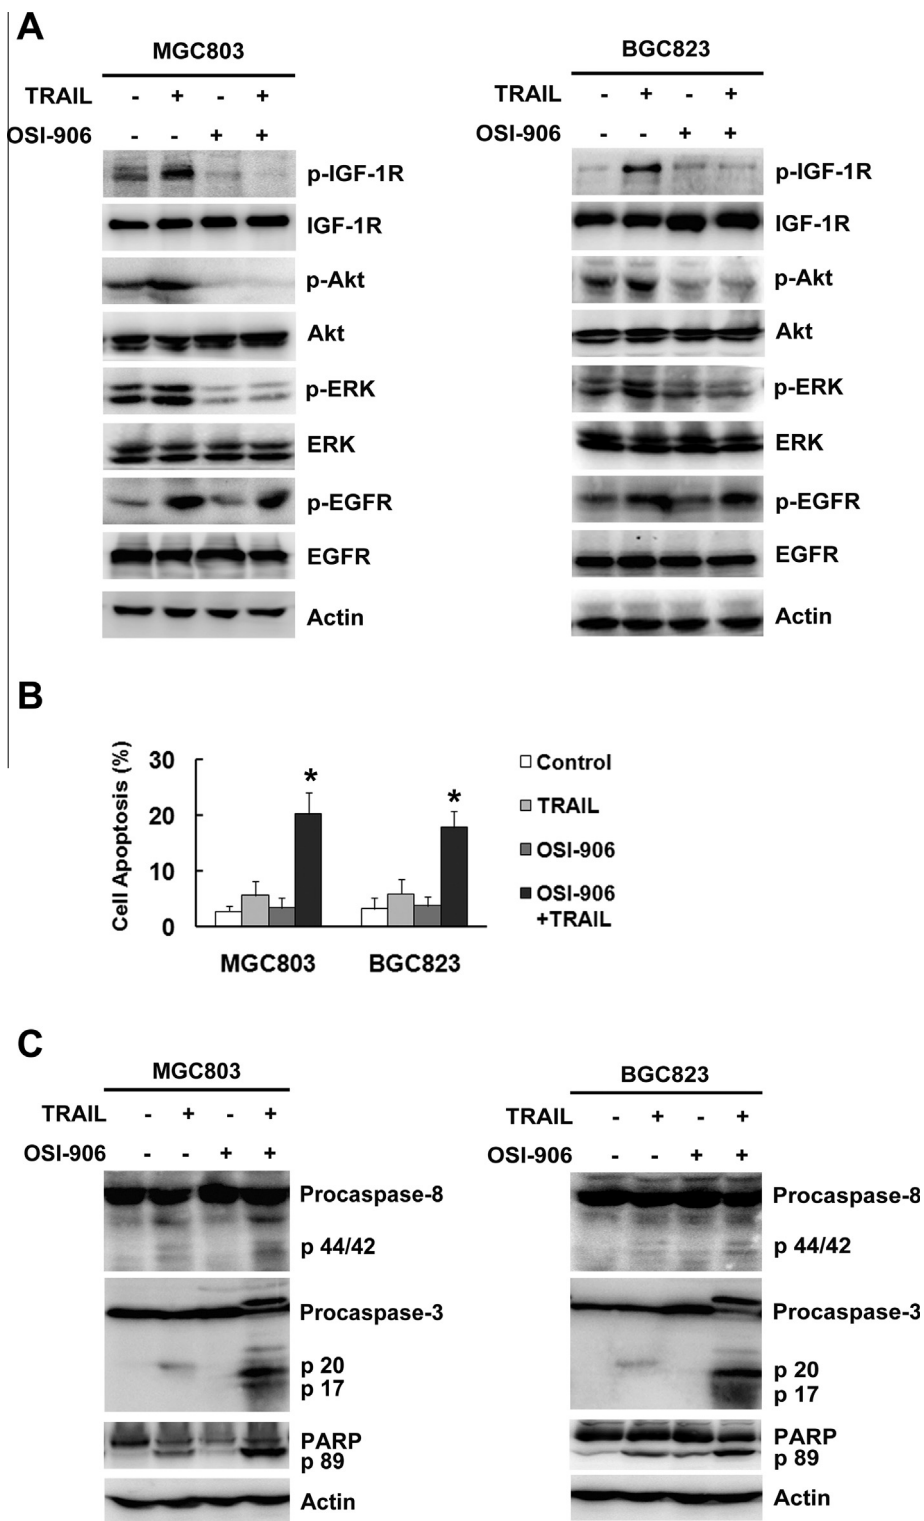 A
MGC803
TRAIL - + - +
OSI-906 - - + +
p-IGF-1R
IGF-1R
p-Akt
Akt
p-ERK
ERK
p-EGFR
EGFR
Actin
BGC823
TRAIL - + - +
OSI-906 - - + +
p-IGF-1R
IGF-1R
p-Akt
Akt
p-ERK
ERK
p-EGFR
EGFR
Actin
B
Cell Apoptosis (%)
30
20
10
0
* *
MGC803 BGC823
Control
TRAIL
OSI-906
OSI-906
+TRAIL
C
MGC803
TRAIL - + - +
OSI-906 - - + +
Procaspase-8
p 44/42
Procaspase-3
p 20
p 17
PARP
p 89
Actin
BGC823
TRAIL - + - +
OSI-906 - - + +
Procaspase-8
p 44/42
Procaspase-3
p 20
p 17
PARP
p 89
Actin